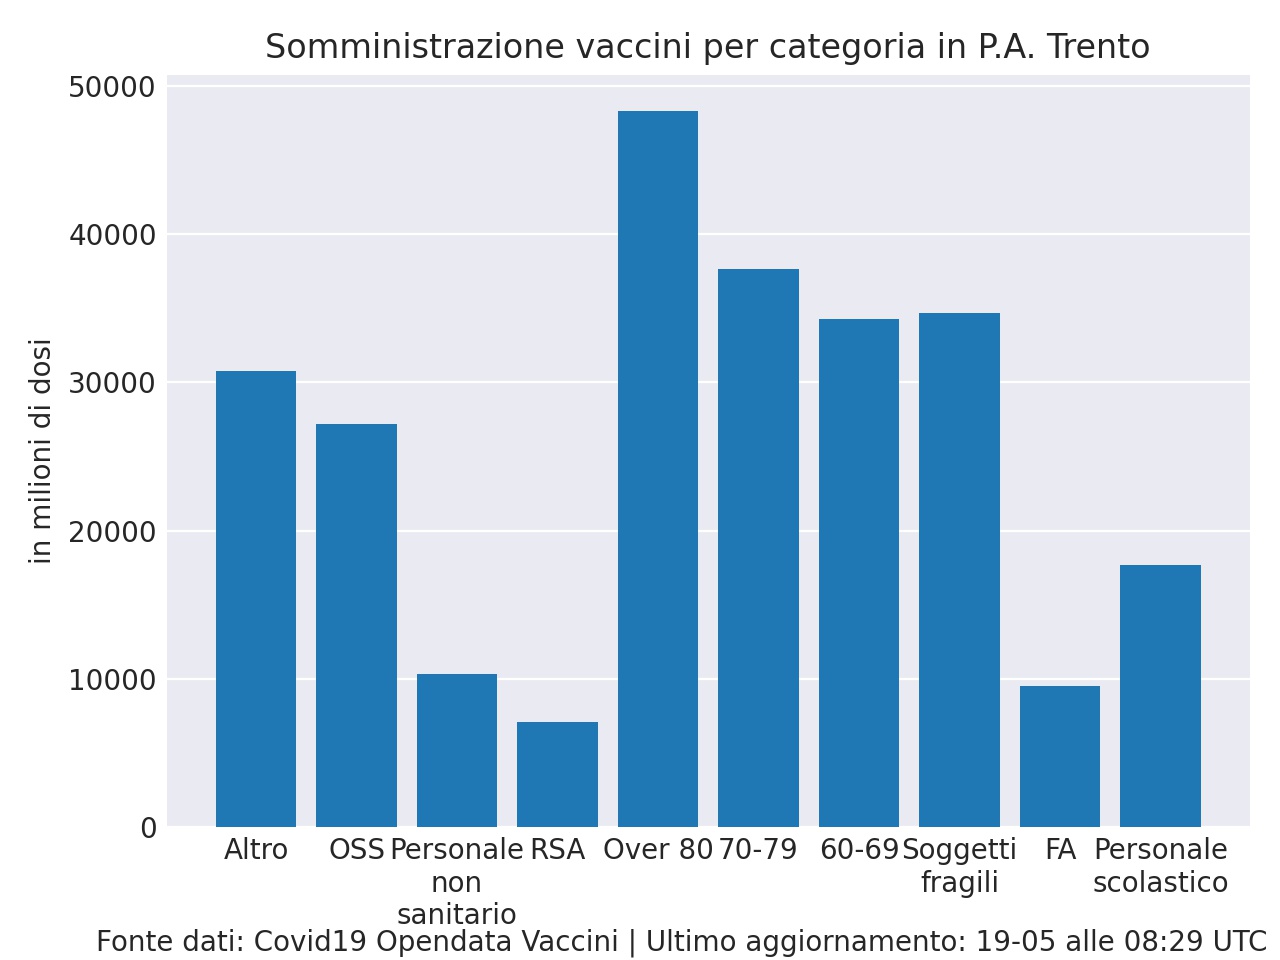 Somministrazione vaccini per categoria in P.A. Trento
in milioni di dosi
50000
40000
30000
20000
10000
0
Altro
OSS
Personale
non
sanitario
RSA
Over 80
70-79
60-69
Soggetti
fragili
FA
Personale
scolastico
Fonte dati: Covid19 Opendata Vaccini | Ultimo aggiornamento: 19-05 alle 08:29 UTC